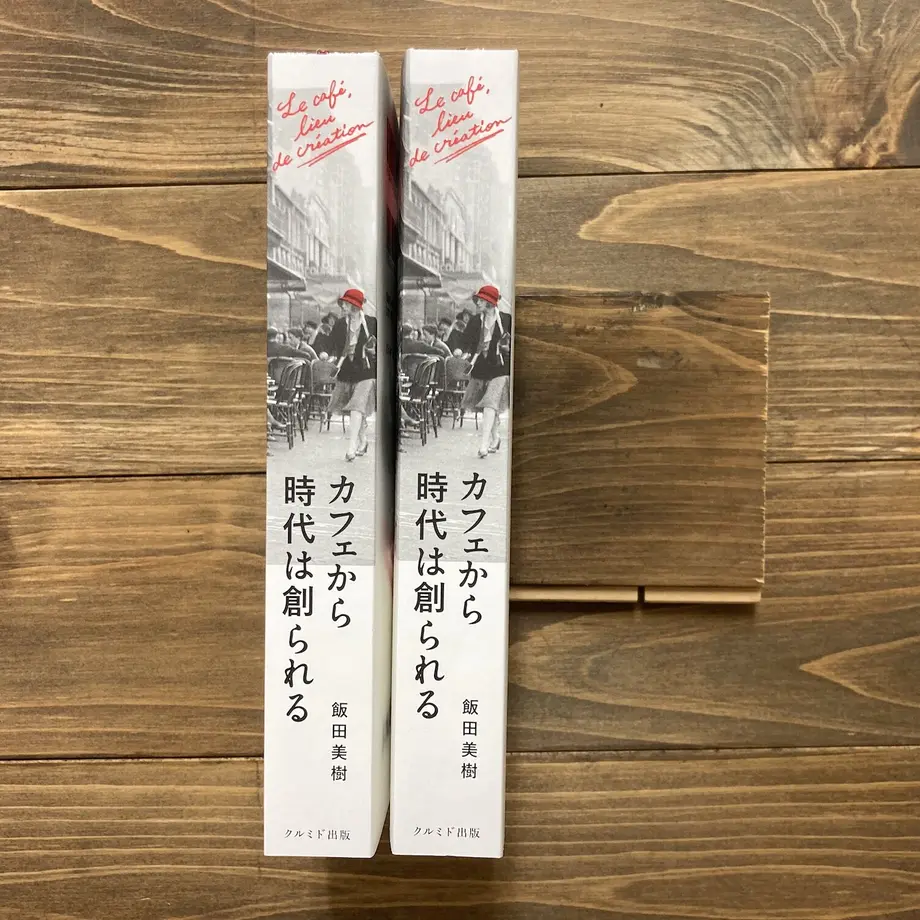 Le café,
lieu
de création
カフェから
時代は創られる
飯田美樹
クルミド出版
Le café,
lieu
de création
カフェから
時代は創られる
飯田美樹
クルミド出版